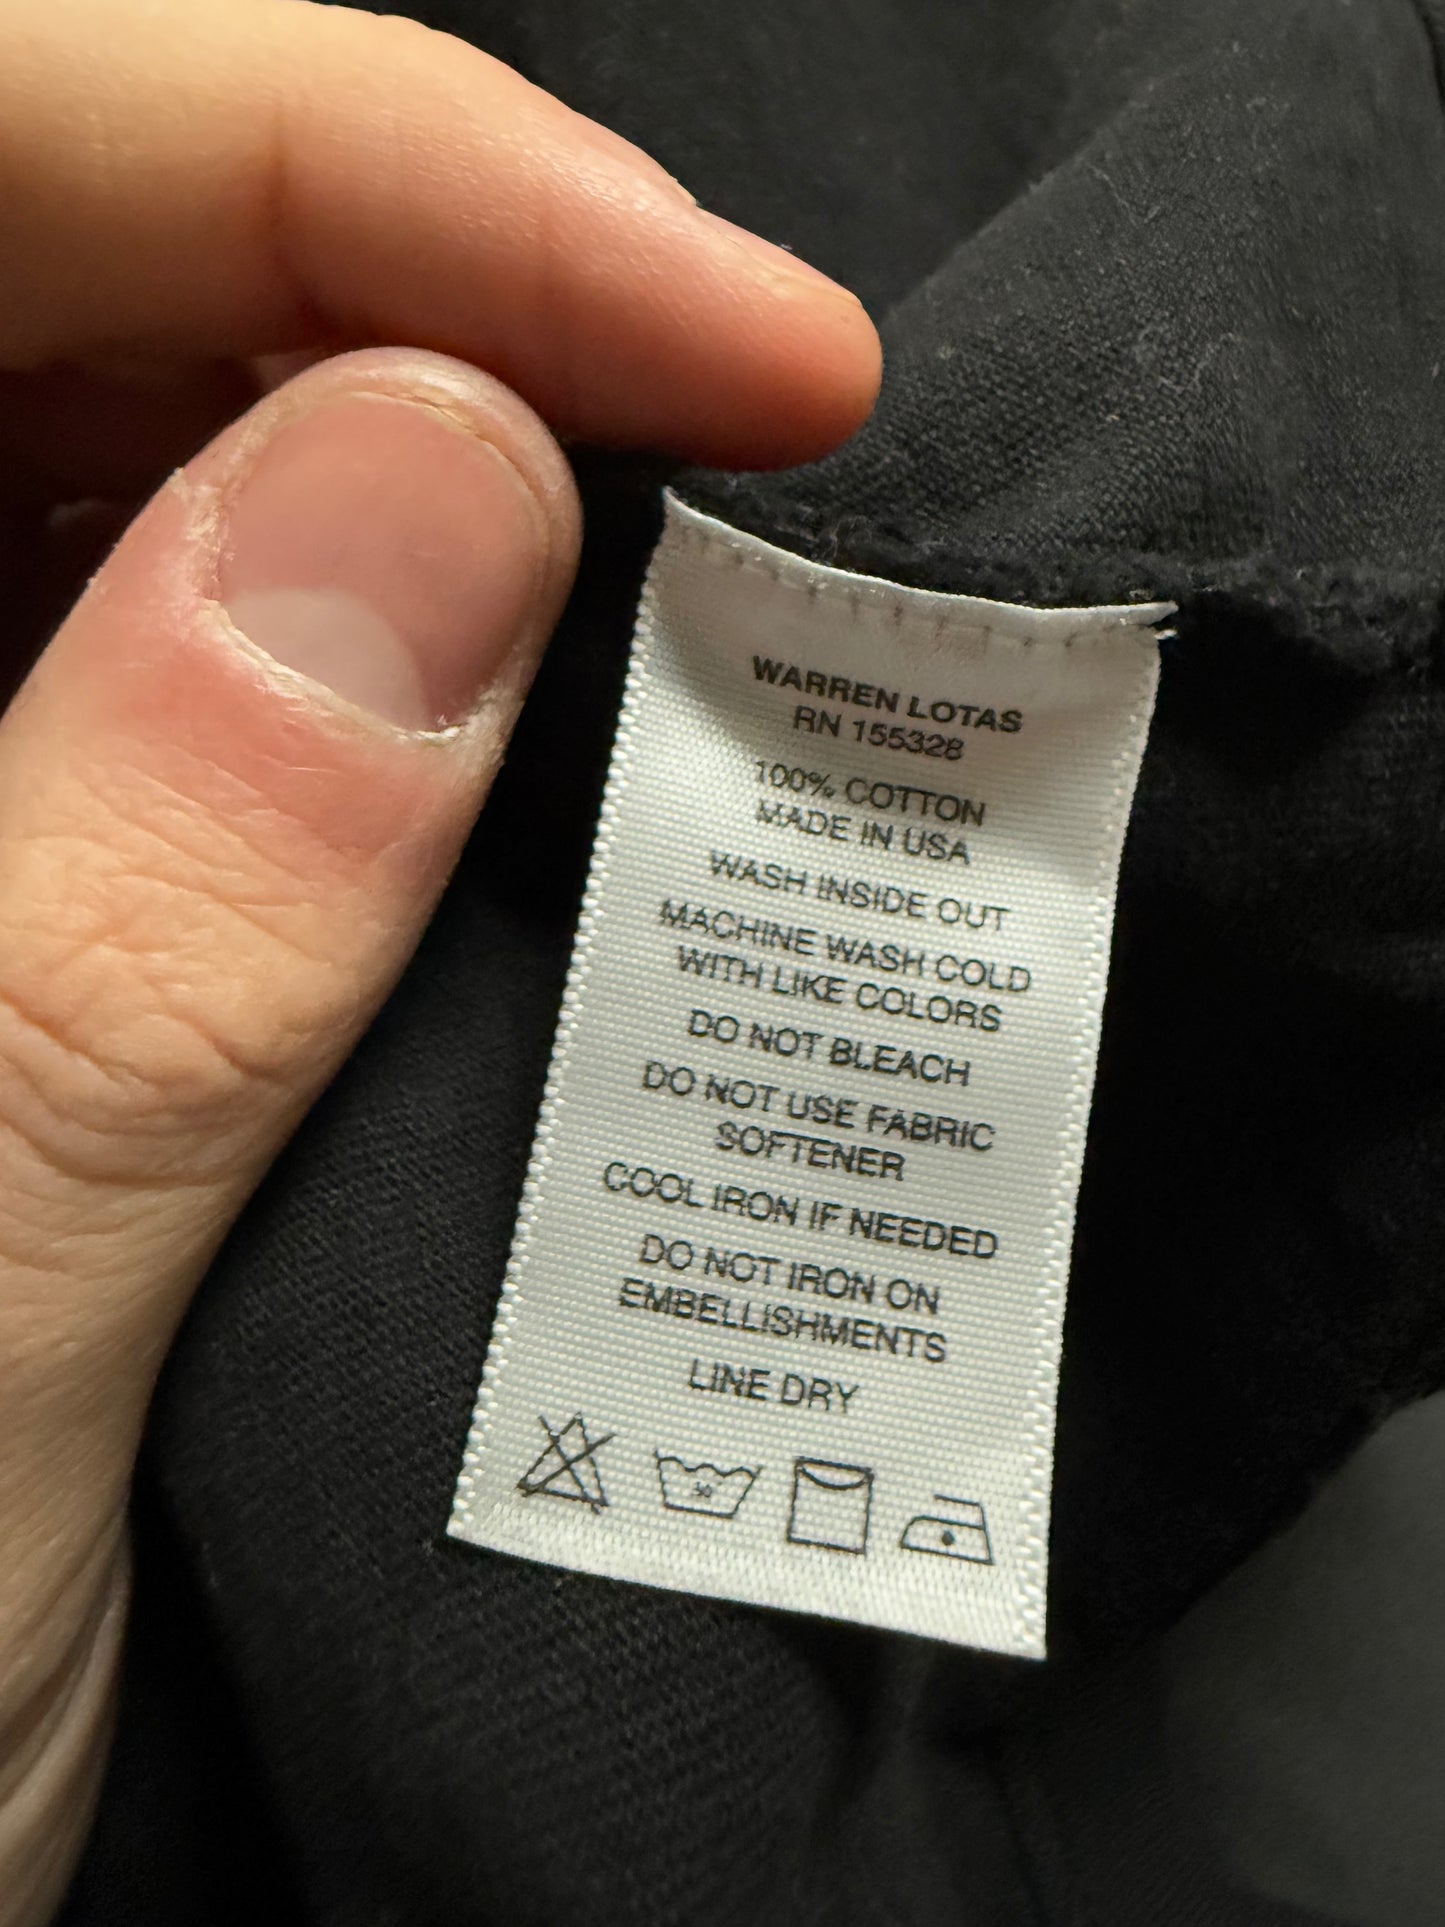 WARREN LOTAS
RN 155328
100% COTTON
MADE IN USA
WASH INSIDE OUT
MACHINE WASH COLD
WITH LIKE COLORS
DO NOT BLEACH
DO NOT USE FABRIC
SOFTENER
COOL IRON IF NEEDED
DO NOT IRON ON
EMBELLISHMENTS
LINE DRY
30